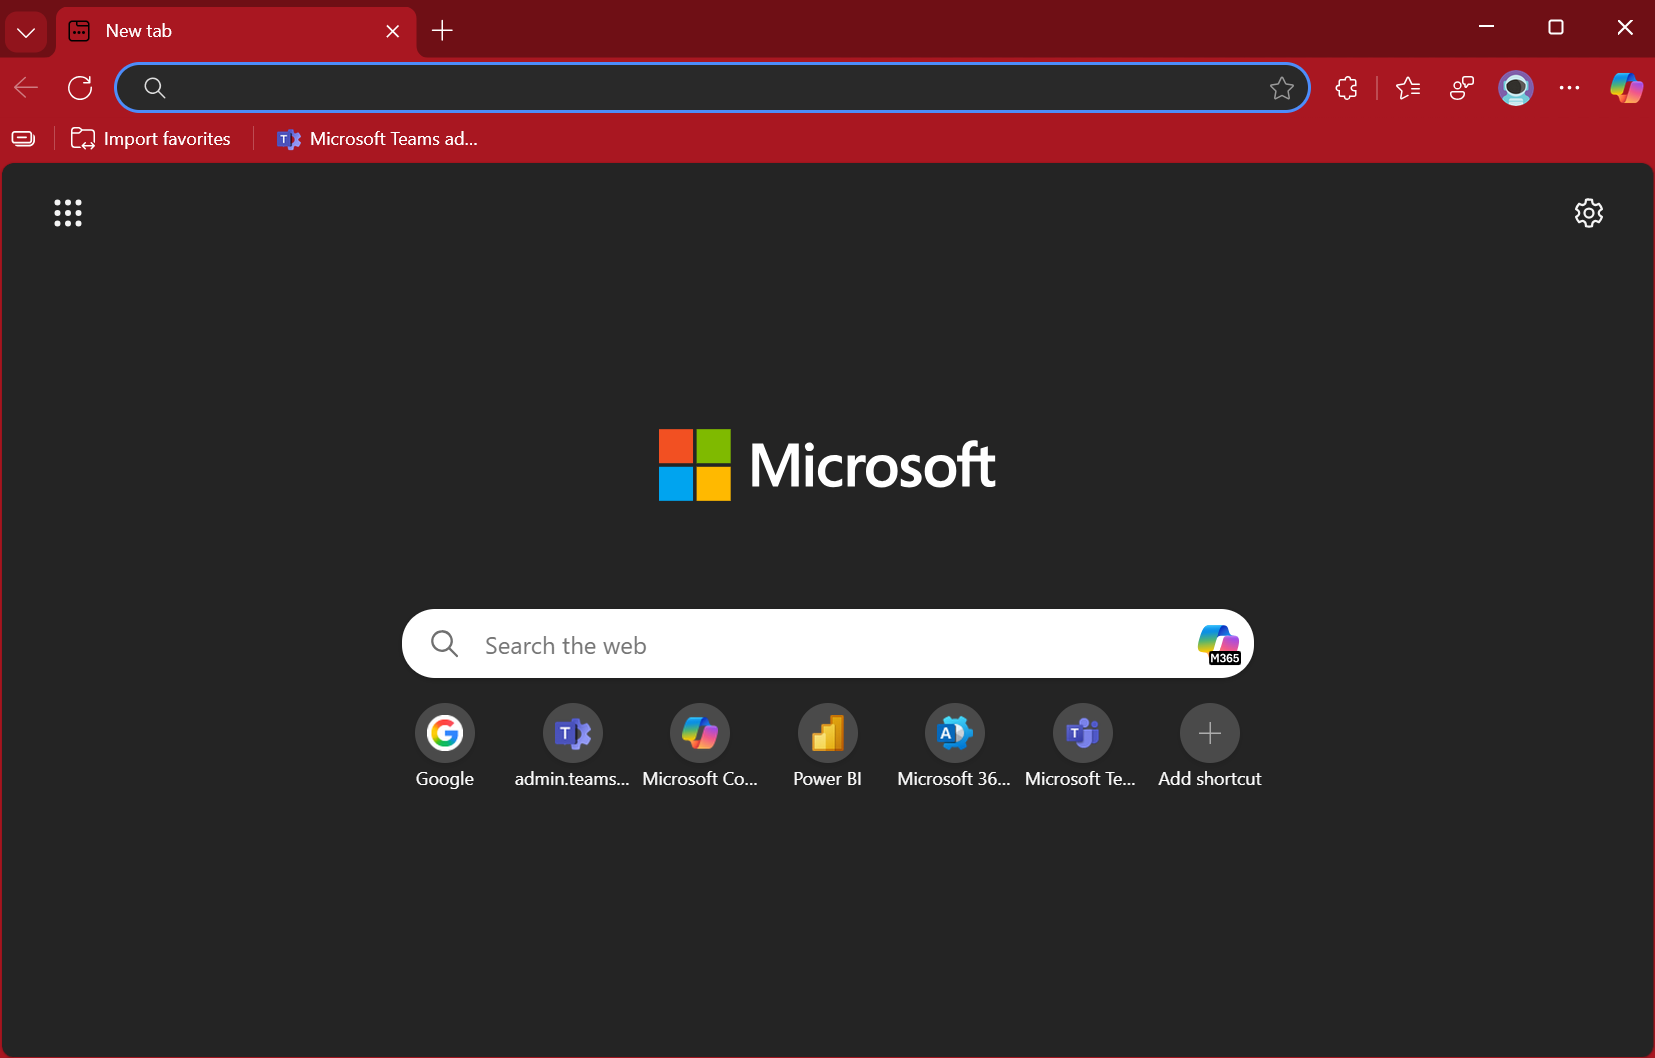 New tab
Import favorites
Microsoft Teams ad...
Microsoft
Search the web
M365
Google
admin.teams...
Microsoft Co...
Power BI
Microsoft 36...
Microsoft Te...
Add shortcut